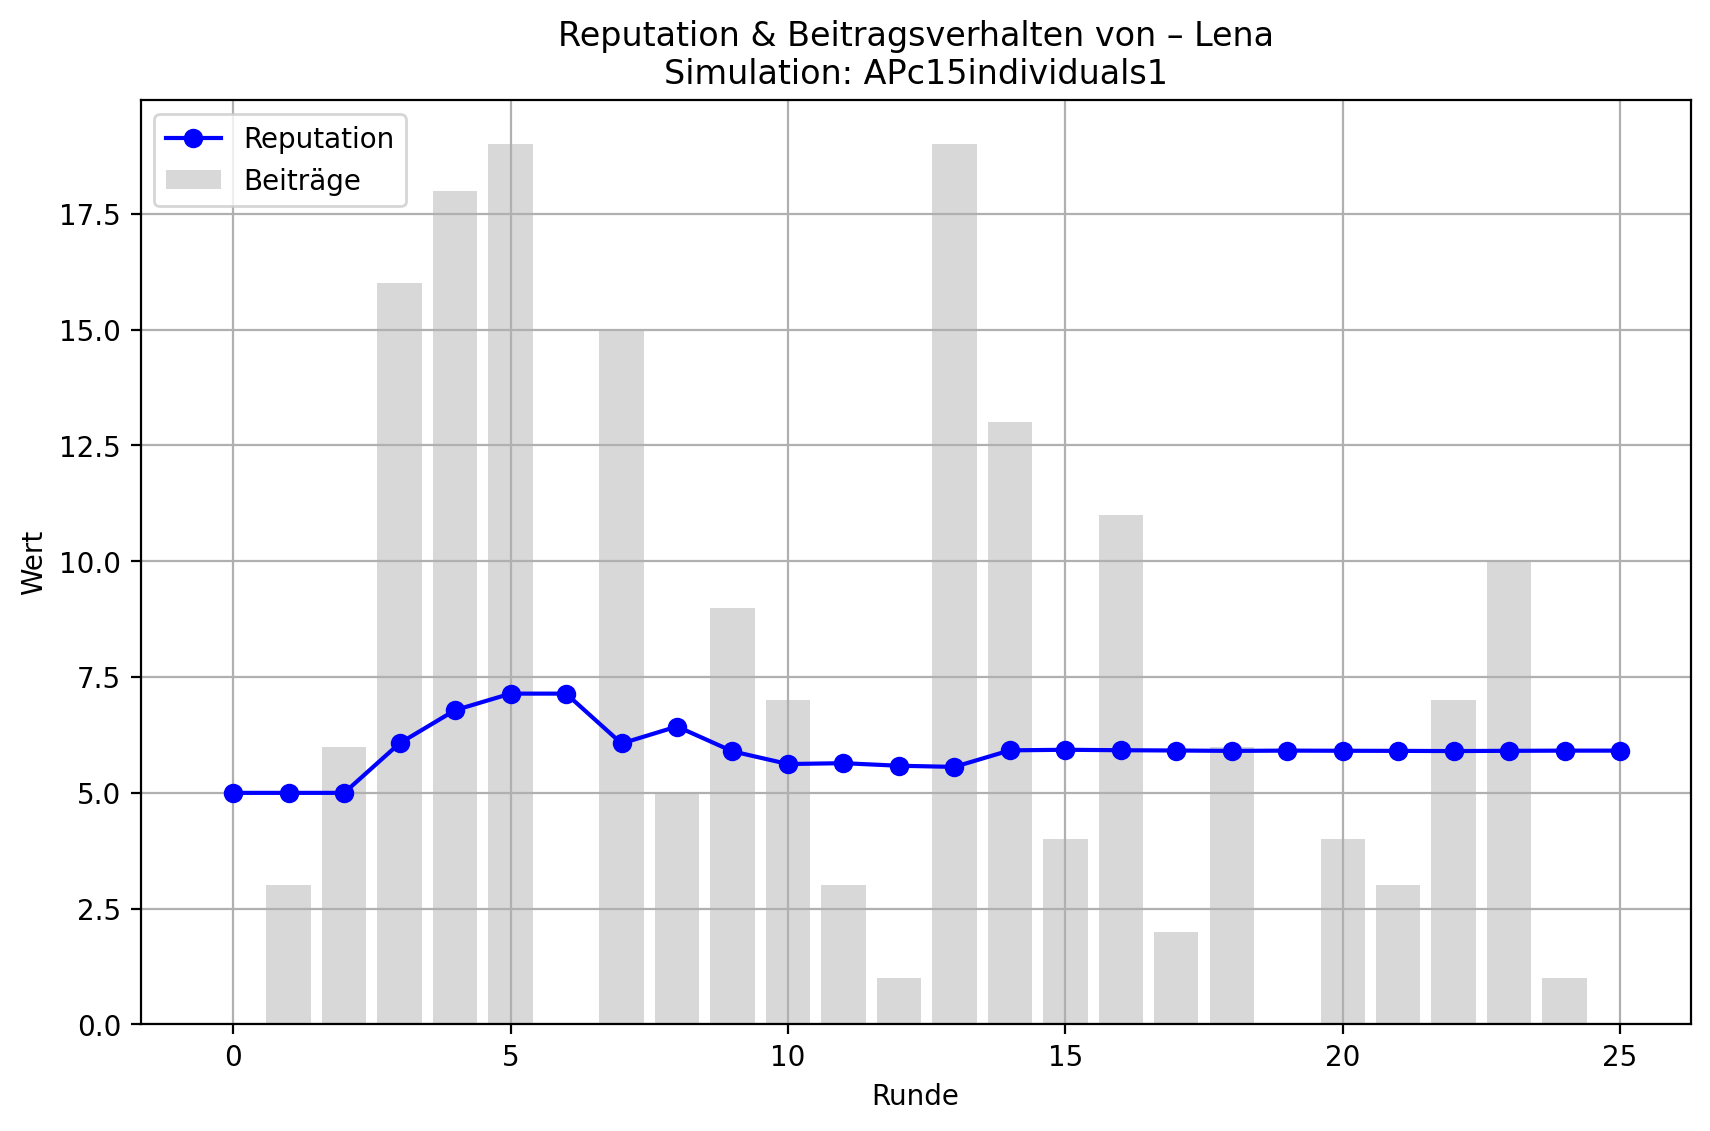 Reputation & Beitragsverhalten von – Lena
Simulation: APc15individuals1
Reputation
Beiträge
17.5
15.0
12.5
10.0
7.5
5.0
2.5
0.0
Wert
0 5 10 15 20 25
Runde